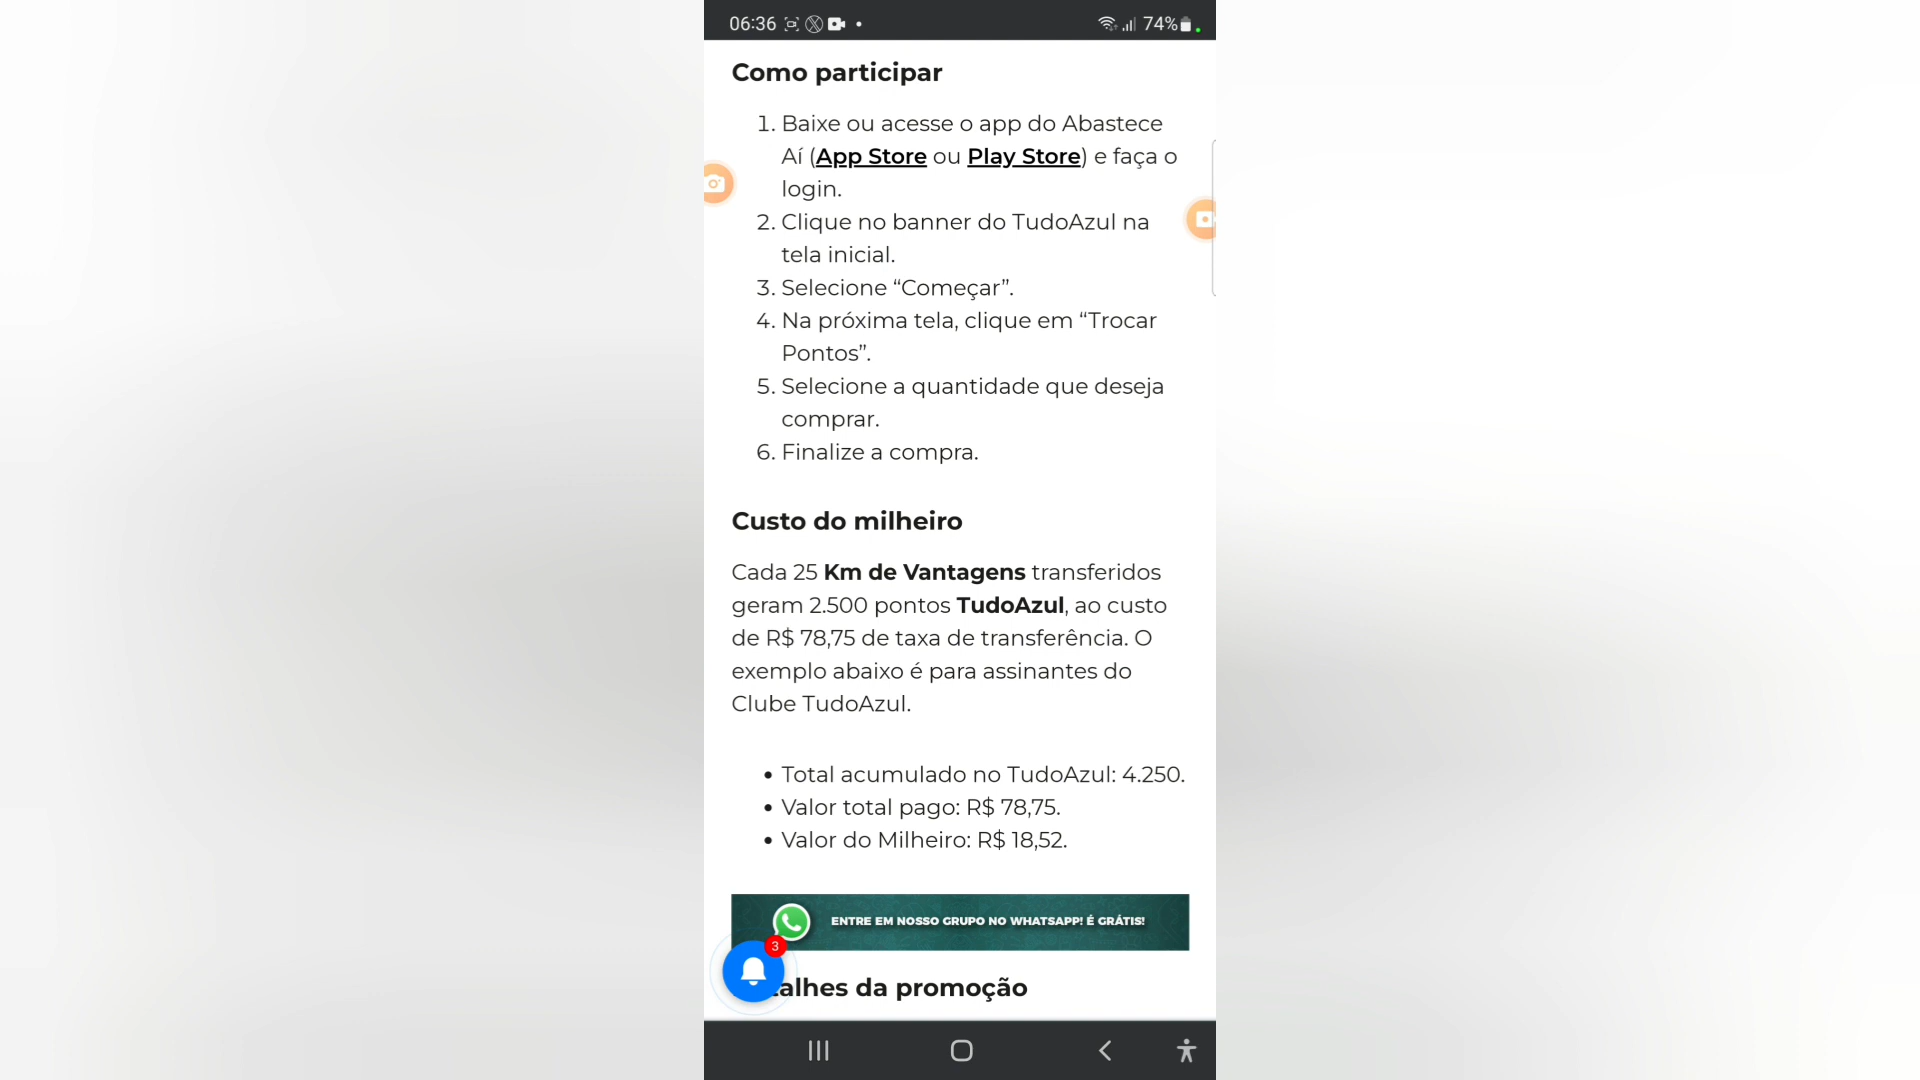 06:36
74%
Como participar
1. Baixe ou acesse o app do Abastece
Aí (App Store ou Play Store) e faça o
login.
2. Clique no banner do TudoAzul na
tela inicial.
3. Selecione “Começar”.
4. Na próxima tela, clique em “Trocar
Pontos”.
5. Selecione a quantidade que deseja
comprar.
6. Finalize a compra.
Custo do milheiro
Cada 25 Km de Vantagens transferidos
geram 2.500 pontos TudoAzul, ao custo
de R$ 78,75 de taxa de transferência. O
exemplo abaixo é para assinantes do
Clube TudoAzul.
• Total acumulado no TudoAzul: 4.250.
• Valor total pago: R$ 78,75.
• Valor do Milheiro: R$ 18,52.
ENTRE EM NOSSO GRUPO NO WHATSAPP! É GRÁTIS!
3
alhes da promoção